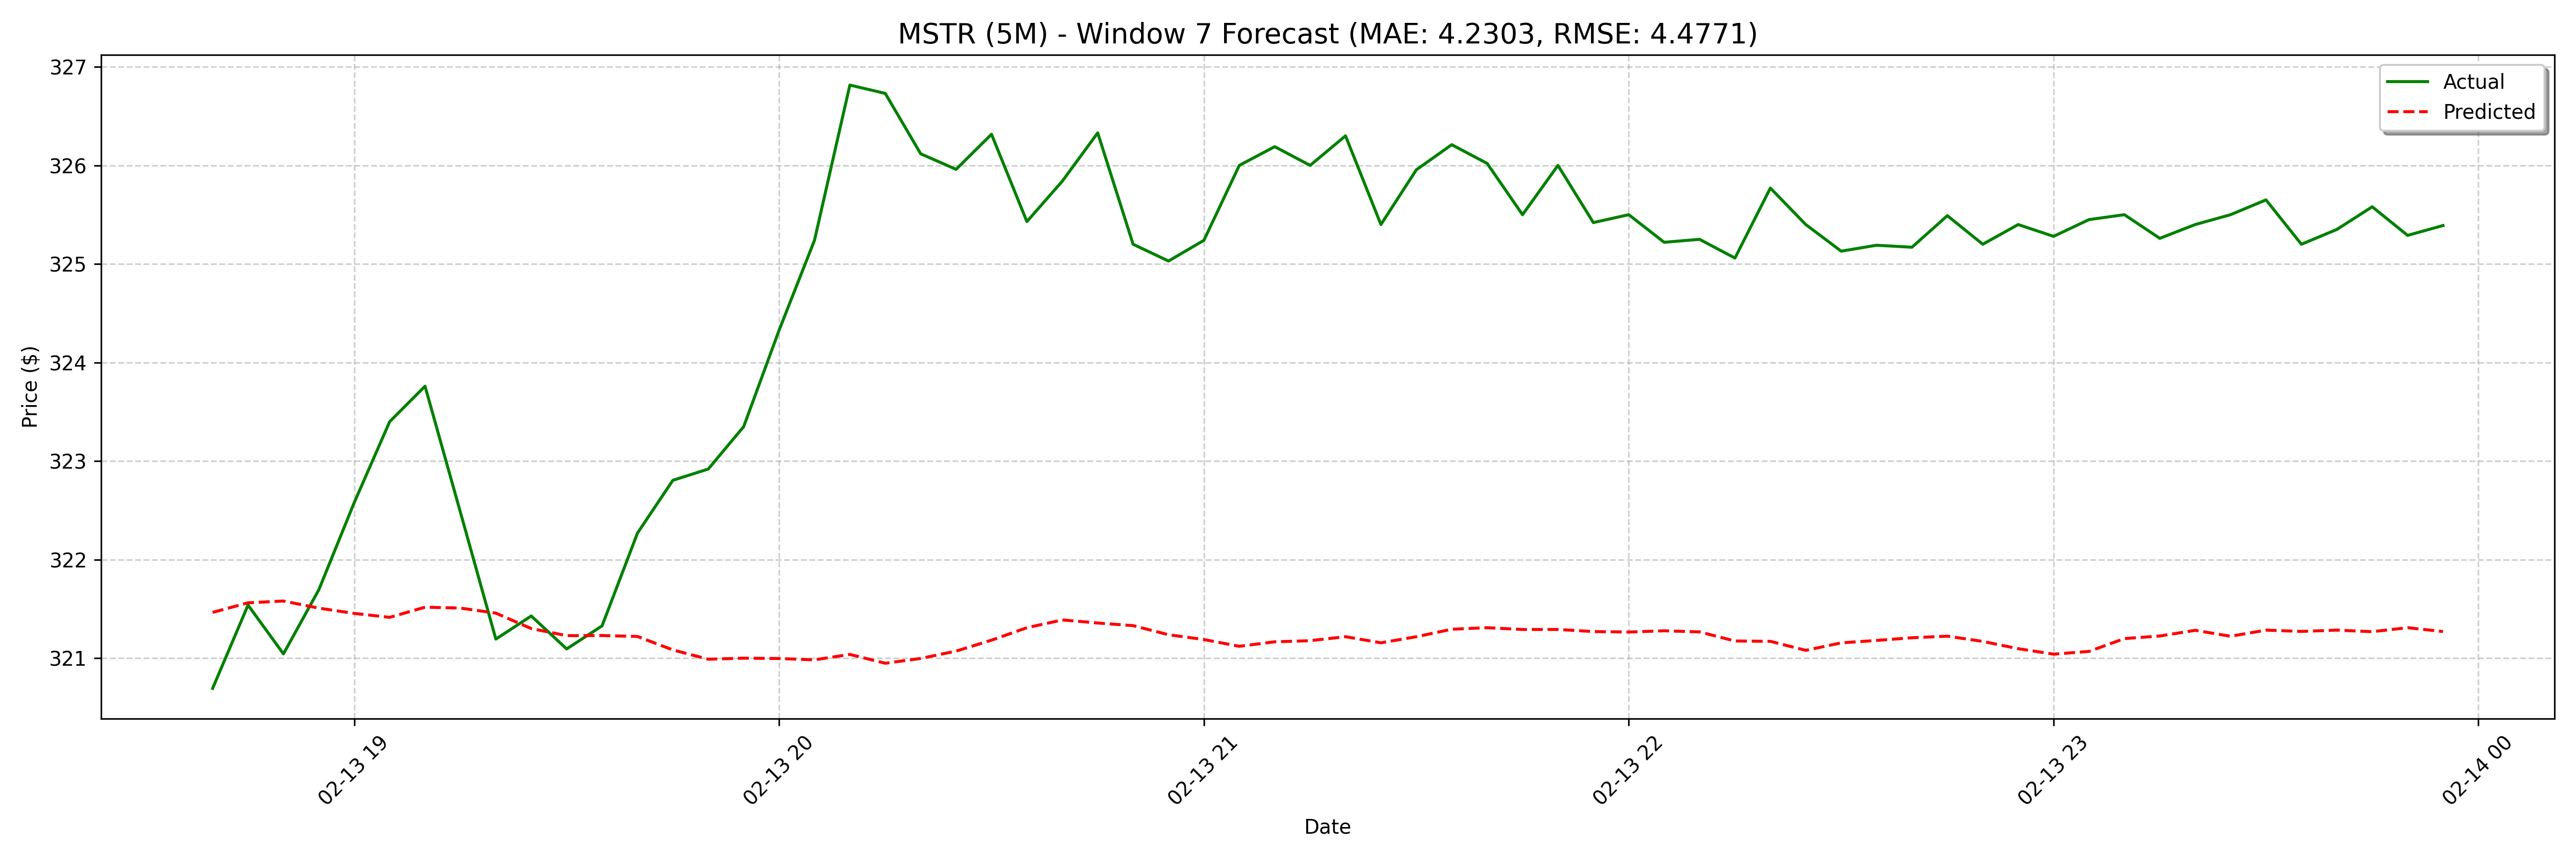 MSTR (5M) - Window 7 Forecast (MAE: 4.2303, RMSE: 4.4771)
327
326
325
324
323
322
321
Price ($)
Actual
Predicted
02-13 19
02-13 20
02-13 21
02-13 22
02-13 23
02-14 00
Date